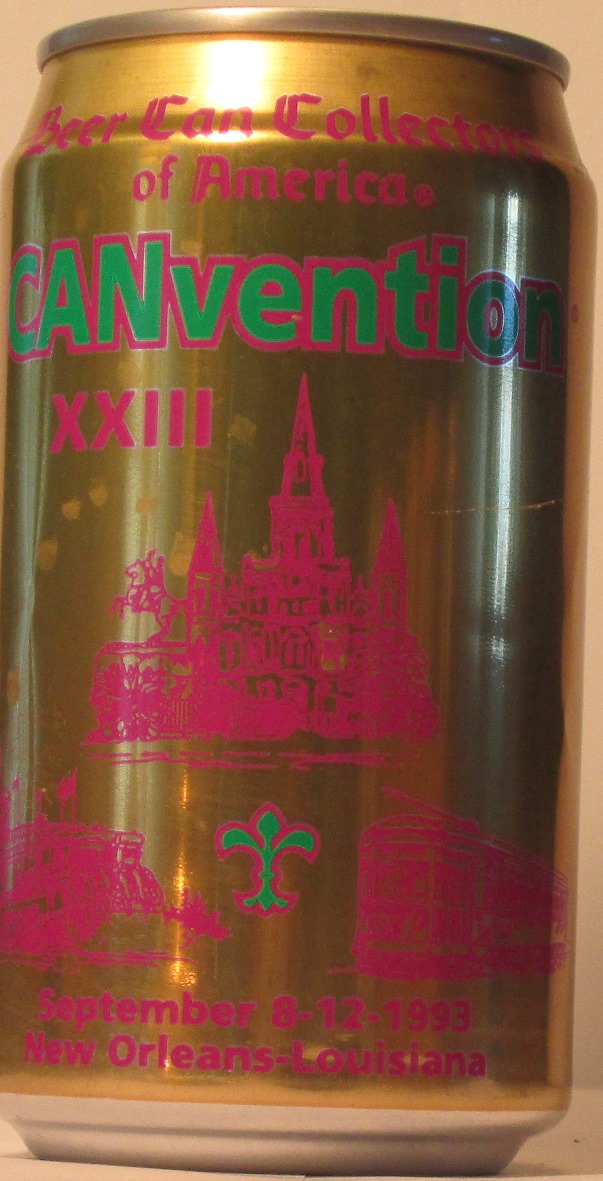 Beer Can Collectors
of America®
CANvention®
XXIII
September 8-12-1993
New Orleans-Louisiana